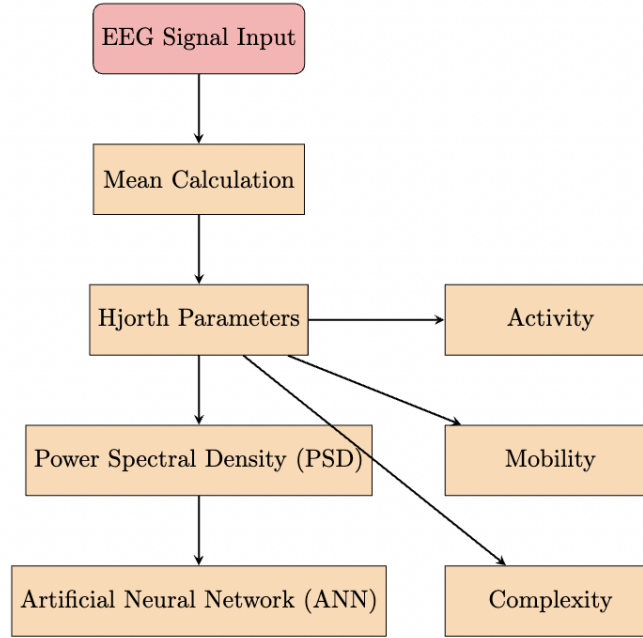 EEG Signal Input
Mean Calculation
Hjorth Parameters
Activity
Power Spectral Density (PSD)
Mobility
Artificial Neural Network (ANN)
Complexity